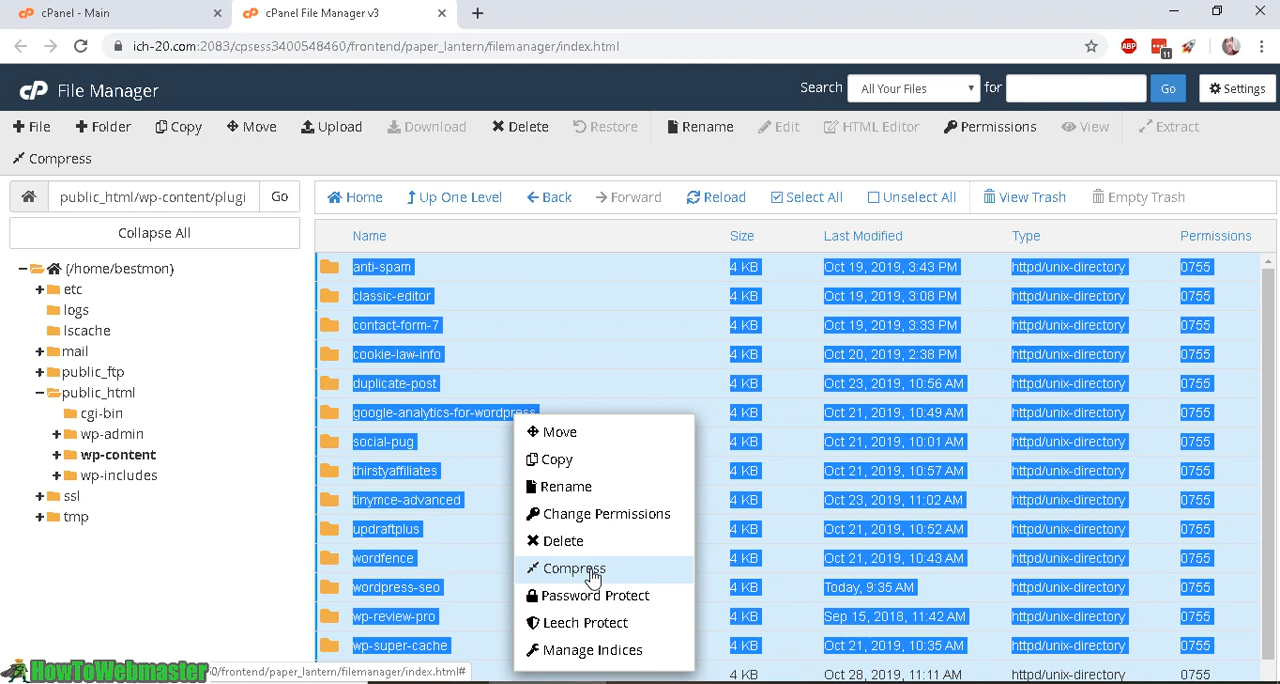 cPanel - Main
cPanel File Manager v3
ich-20.com:2083/cpsess3400548460/frontend/paper_lantern/filemanager/index.html
ABP
11
cP File Manager
Search All Your Files for Go Settings
File Folder Copy Move Upload Download Delete Restore Rename Edit HTML Editor Permissions View Extract
Compress
public_html/wp-content/plugi Go
Home Up One Level Back Forward Reload Select All Unselect All View Trash Empty Trash
Collapse All
(/home/bestmon)
etc
logs
lscache
mail
public_ftp
public_html
cgi-bin
wp-admin
wp-content
wp-includes
ssl
tmp
Name Size Last Modified Type Permissions
anti-spam 4 KB Oct 19, 2019, 3:43 PM httpd/unix-directory 0755
classic-editor 4 KB Oct 19, 2019, 3:08 PM httpd/unix-directory 0755
contact-form-7 4 KB Oct 19, 2019, 3:33 PM httpd/unix-directory 0755
cookie-law-info 4 KB Oct 20, 2019, 2:38 PM httpd/unix-directory 0755
duplicate-post 4 KB Oct 23, 2019, 10:56 AM httpd/unix-directory 0755
google-analytics-for-wordpress 4 KB Oct 21, 2019, 10:49 AM httpd/unix-directory 0755
social-pug 4 KB Oct 21, 2019, 10:01 AM httpd/unix-directory 0755
thirstyaffiliates 4 KB Oct 21, 2019, 10:57 AM httpd/unix-directory 0755
tinymce-advanced 4 KB Oct 23, 2019, 11:02 AM httpd/unix-directory 0755
updraftplus 4 KB Oct 21, 2019, 10:52 AM httpd/unix-directory 0755
wordfence 4 KB Oct 21, 2019, 10:43 AM httpd/unix-directory 0755
wordpress-seo 4 KB Today, 9:35 AM httpd/unix-directory 0755
wp-review-pro 4 KB Sep 15, 2018, 11:42 AM httpd/unix-directory 0755
wp-super-cache 4 KB Oct 21, 2019, 10:35 AM httpd/unix-directory 0755
4 KB Oct 28, 2019, 11:11 AM httpd/unix-directory 0755
Move
Copy
Rename
Change Permissions
Delete
Compress
Password Protect
Leech Protect
Manage Indices
HowToWebmaster
0/frontend/paper_lantern/filemanager/index.html#